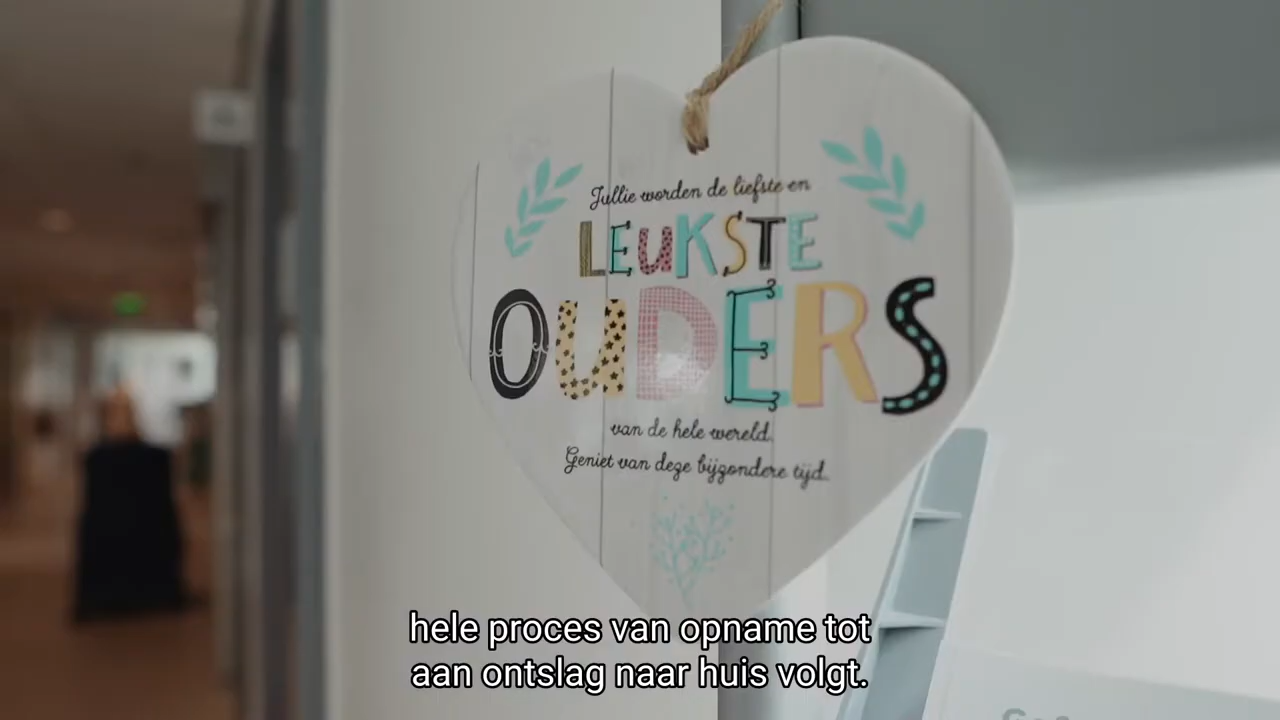 Jullie worden de liefste en
LEUKSTE
OUDERS
van de hele wereld.
Geniet van deze bijzondere tijd.
hele proces van opname tot
aan ontslag naar huis volgt.